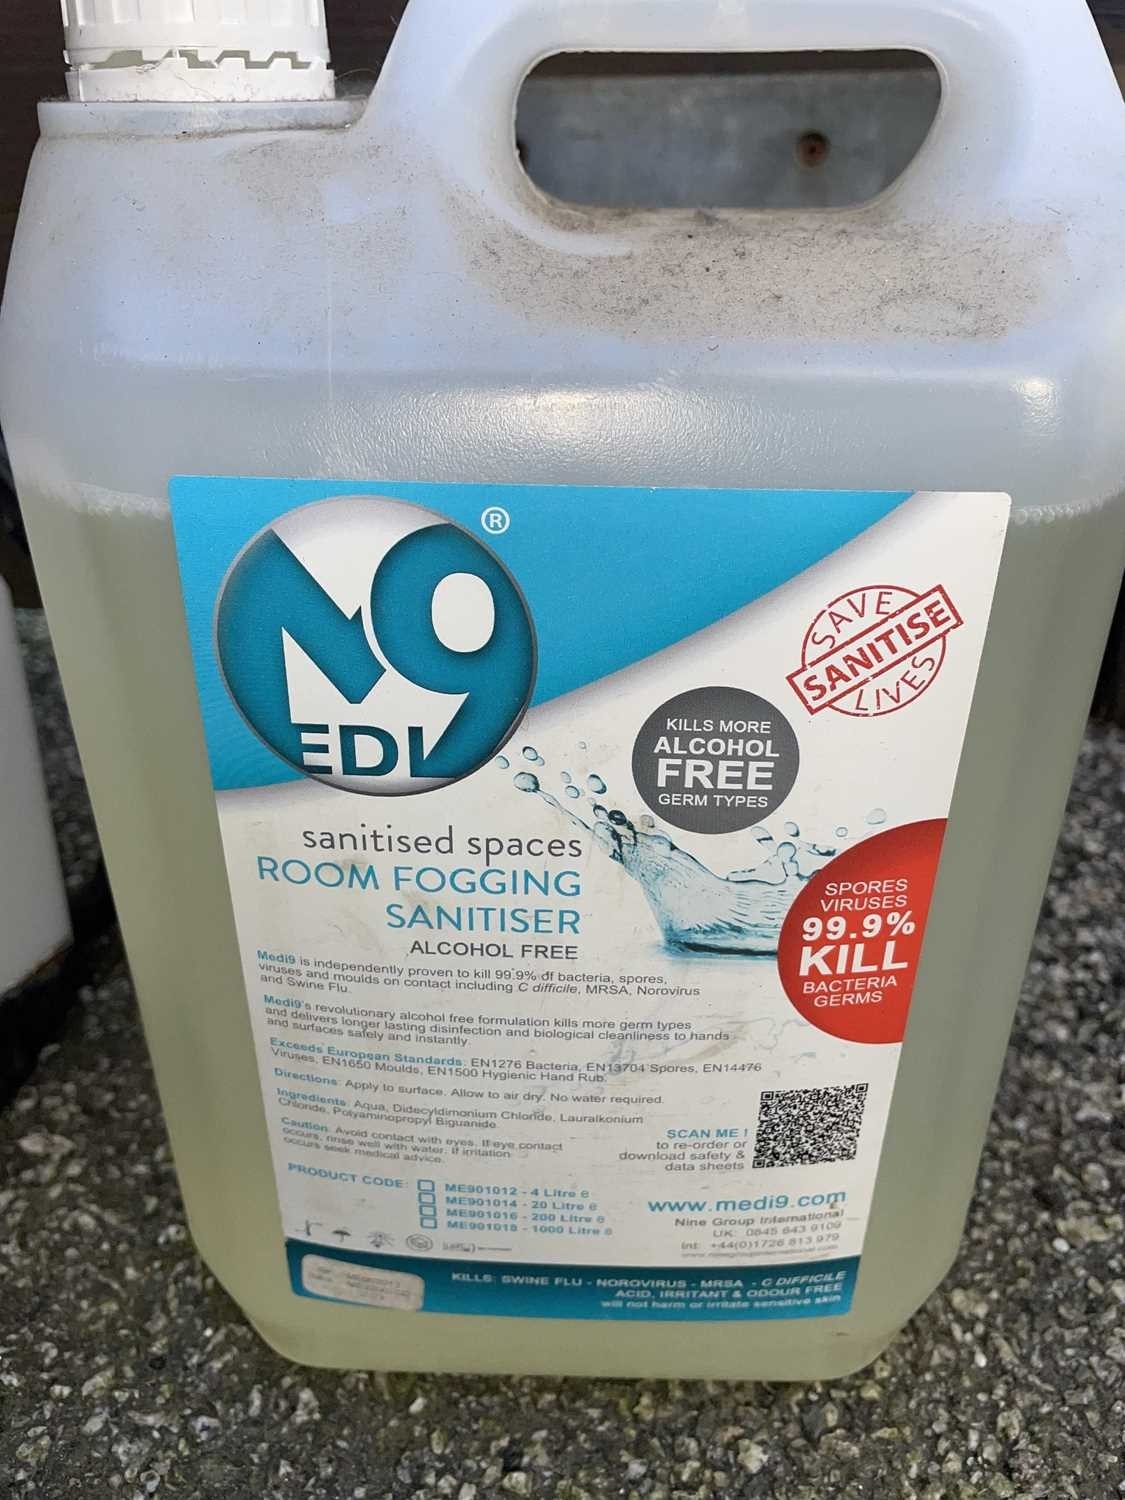 M9
EDI
®
SAVE
SANITISE
LIVES
KILLS MORE
ALCOHOL
FREE
GERM TYPES
sanitised spaces
ROOM FOGGING
SANITISER
ALCOHOL FREE
SPORES
VIRUSES
99.9%
KILL
BACTERIA
GERMS
Medi9 is independently proven to kill 99.9% of bacteria, spores,
viruses and moulds on contact including C difficile, MRSA, Norovirus
and Swine Flu.
Medi9's revolutionary alcohol free formulation kills more germ types
and delivers longer lasting disinfection and biological cleanliness to hands
and surfaces safely and instantly.
Exceeds European Standards: EN1276 Bacteria, EN13704 Spores, EN14476
Viruses, EN1650 Moulds, EN1500 Hygienic Hand Rub.
Directions: Apply to surface. Allow to air dry. No water required.
Ingredients: Aqua, Didecyldimonium Chloride, Lauralkonium
Chloride, Polyaminopropyl Biguanide.
Caution: Avoid contact with eyes. If eye contact
occurs, rinse well with water. If irritation
occurs seek medical advice.
SCAN ME !
to re-order or
download safety &
data sheets
PRODUCT CODE:
ME901012 - 4 Litre e
ME901014 - 20 Litre e
ME901016 - 200 Litre e
ME901018 - 1000 Litre e
www.medi9.com
Nine Group International
UK: 0845 643 9109
Int: +44(0)1726 813 979
www.ninegroupinternational.com
KILLS: SWINE FLU - NOROVIRUS - MRSA - C DIFFICILE
ACID, IRRITANT & ODOUR FREE
will not harm or irritate sensitive skin